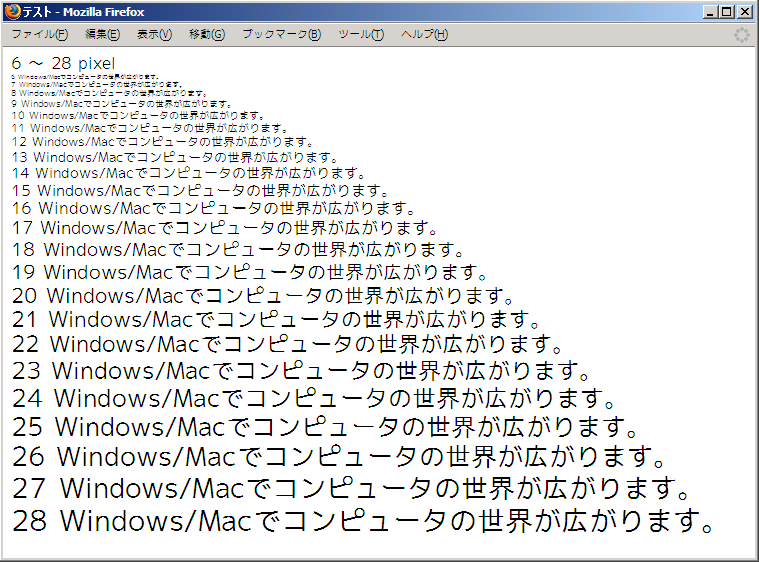 テスト - Mozilla Firefox
ファイル(F) 編集(E) 表示(V) 移動(G) ブックマーク(B) ツール(T) ヘルプ(H)
6 ～ 28 pixel
6 Windows/Macでコンピュータの世界が広がります。
7 Windows/Macでコンピュータの世界が広がります。
8 Windows/Macでコンピュータの世界が広がります。
9 Windows/Macでコンピュータの世界が広がります。
10 Windows/Macでコンピュータの世界が広がります。
11 Windows/Macでコンピュータの世界が広がります。
12 Windows/Macでコンピュータの世界が広がります。
13 Windows/Macでコンピュータの世界が広がります。
14 Windows/Macでコンピュータの世界が広がります。
15 Windows/Macでコンピュータの世界が広がります。
16 Windows/Macでコンピュータの世界が広がります。
17 Windows/Macでコンピュータの世界が広がります。
18 Windows/Macでコンピュータの世界が広がります。
19 Windows/Macでコンピュータの世界が広がります。
20 Windows/Macでコンピュータの世界が広がります。
21 Windows/Macでコンピュータの世界が広がります。
22 Windows/Macでコンピュータの世界が広がります。
23 Windows/Macでコンピュータの世界が広がります。
24 Windows/Macでコンピュータの世界が広がります。
25 Windows/Macでコンピュータの世界が広がります。
26 Windows/Macでコンピュータの世界が広がります。
27 Windows/Macでコンピュータの世界が広がります。
28 Windows/Macでコンピュータの世界が広がります。